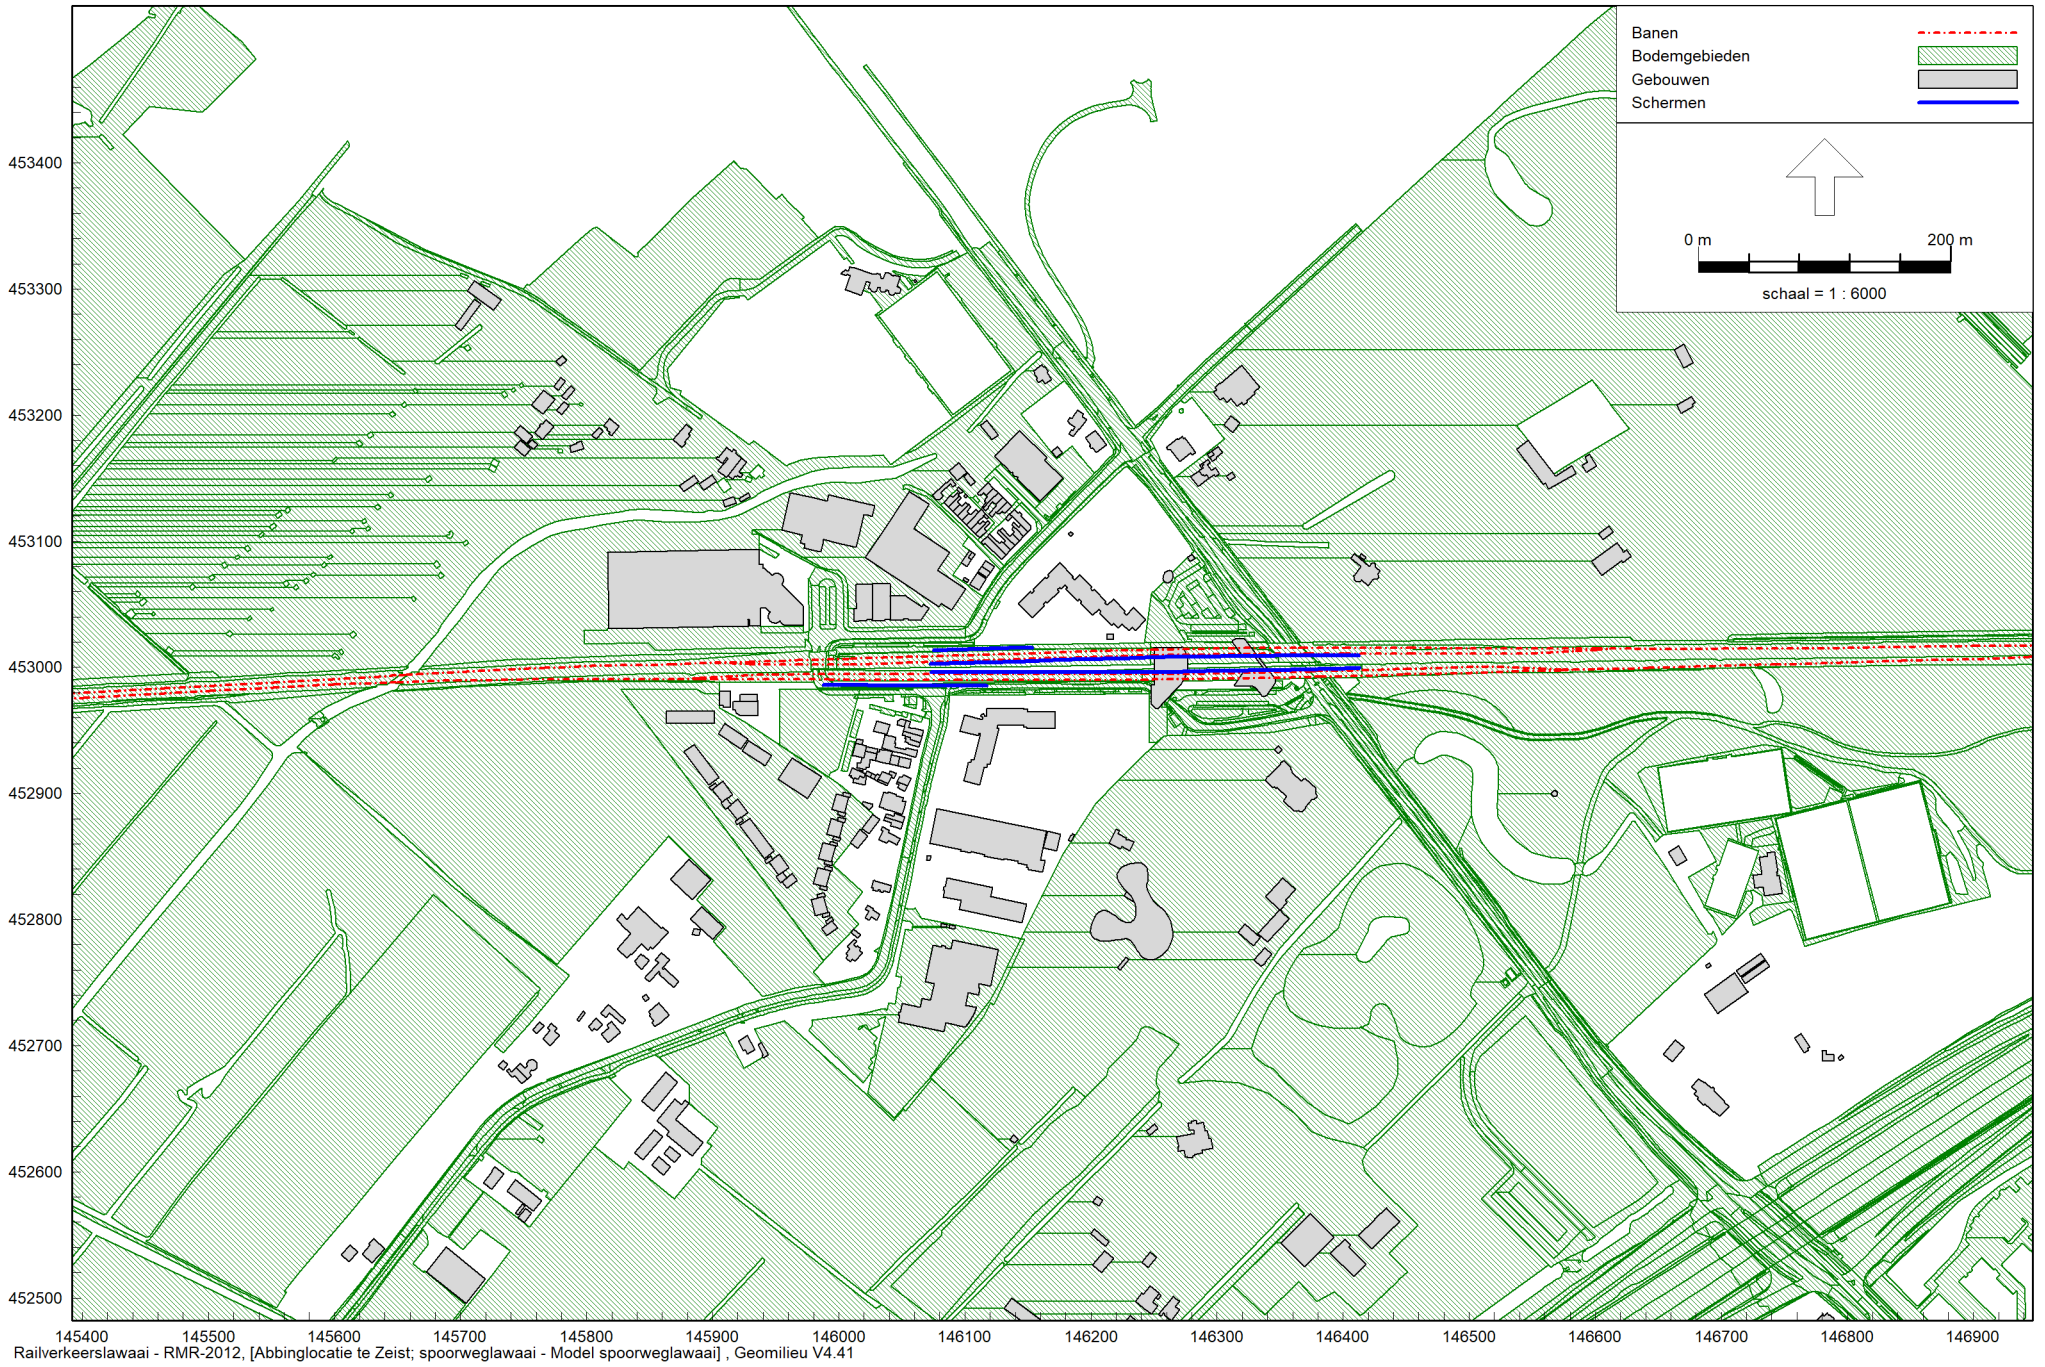 Banen
Bodemgebieden
Gebouwen
Schermen
0 m 200 m
schaal = 1 : 6000
453400
453300
453200
453100
453000
452900
452800
452700
452600
452500
145400 145500 145600 145700 145800 145900 146000 146100 146200 146300 146400 146500 146600 146700 146800 146900
Railverkeerslawaai - RMR-2012, [Abbinglocatie te Zeist; spoorweglawaai - Model spoorweglawaai] , Geomilieu V4.41